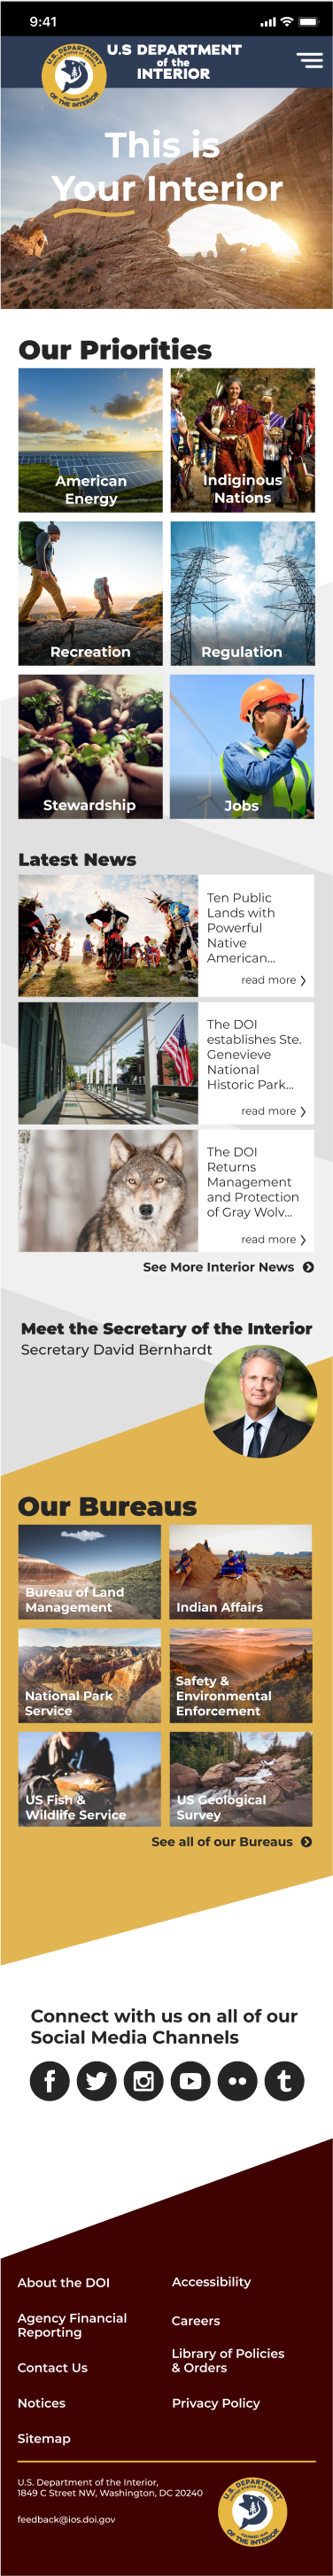 9:41
U.S DEPARTMENT
of the
INTERIOR
U.S. DEPARTMENT
OF THE INTERIOR
This is
Your Interior
Our Priorities
American
Energy
Indiginous
Nations
Recreation
Regulation
Stewardship
Jobs
Latest News
Ten Public
Lands with
Powerful
Native
American...
read more
The DOI
establishes Ste.
Genevieve
National
Historic Park...
read more
The DOI
Returns
Management
and Protection
of Gray Wolv...
read more
See More Interior News
Meet the Secretary of the Interior
Secretary David Bernhardt
Our Bureaus
Bureau of Land
Management
Indian Affairs
National Park
Service
Safety &
Environmental
Enforcement
US Fish &
Wildlife Service
US Geological
Survey
See all of our Bureaus
Connect with us on all of our
Social Media Channels
About the DOI
Accessibility
Agency Financial
Reporting
Careers
Contact Us
Library of Policies
& Orders
Notices
Privacy Policy
Sitemap
U.S. Department of the Interior,
1849 C Street NW, Washington, DC 20240
feedback@ios.doi.gov
U.S. DEPARTMENT
OF THE INTERIOR